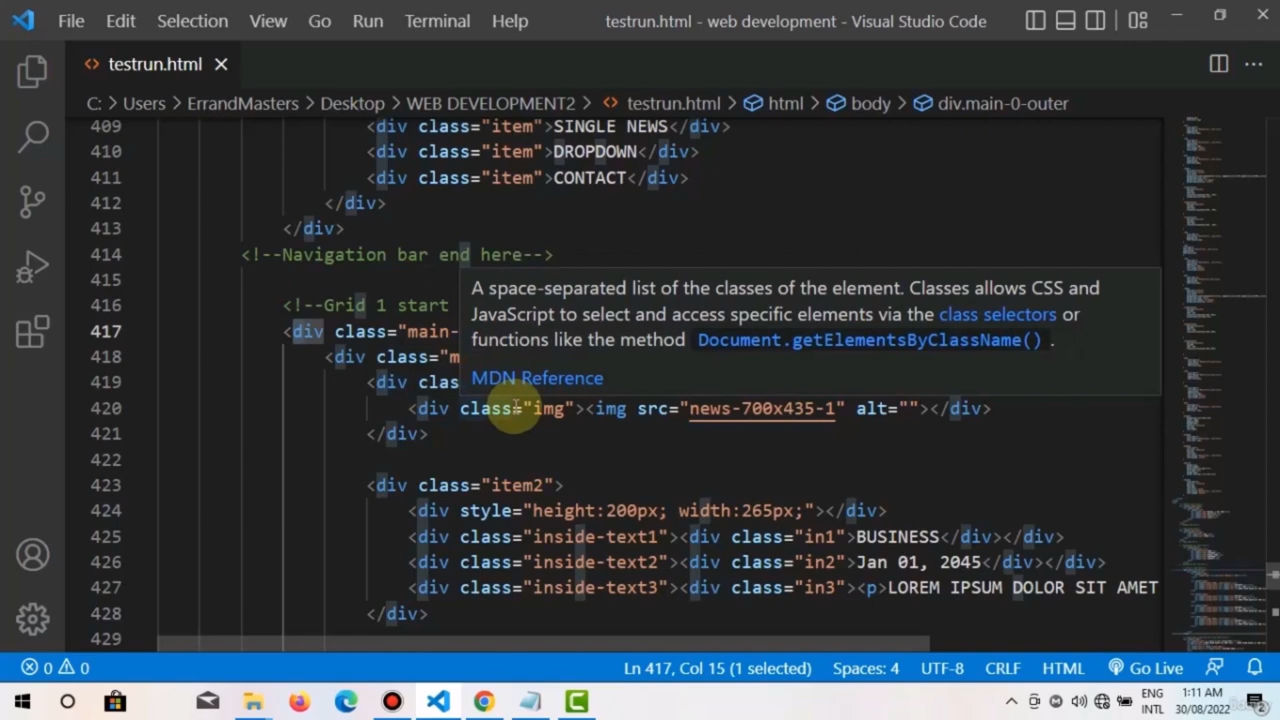 File Edit Selection View Go Run Terminal Help testrun.html - web development - Visual Studio Code
testrun.html
C: > Users > ErrandMasters > Desktop > WEB DEVELOPMENT2 > testrun.html > html > body > div.main-0-outer
409 <div class="item">SINGLE NEWS</div>
410 <div class="item">DROPDOWN</div>
411 <div class="item">CONTACT</div>
412 </div>
413 </div>
414 <!--Navigation bar end here-->
415
416 <!--Grid 1 start
417 <div class="main-
418 <div class="m
419 <div clas
420 <div class="img"><img src="news-700x435-1" alt=""></div>
421 </div>
422
423 <div class="item2">
424 <div style="height:200px; width:265px;"></div>
425 <div class="inside-text1"><div class="in1">BUSINESS</div></div>
426 <div class="inside-text2"><div class="in2">Jan 01, 2045</div></div>
427 <div class="inside-text3"><div class="in3"><p>LOREM IPSUM DOLOR SIT AMET
428 </div>
429
A space-separated list of the classes of the element. Classes allows CSS and
JavaScript to select and access specific elements via the class selectors or
functions like the method Document.getElementsByClassName() .
MDN Reference
0 0 Ln 417, Col 15 (1 selected) Spaces: 4 UTF-8 CRLF HTML Go Live
ENG 1:11 AM
INTL 30/08/2022 2